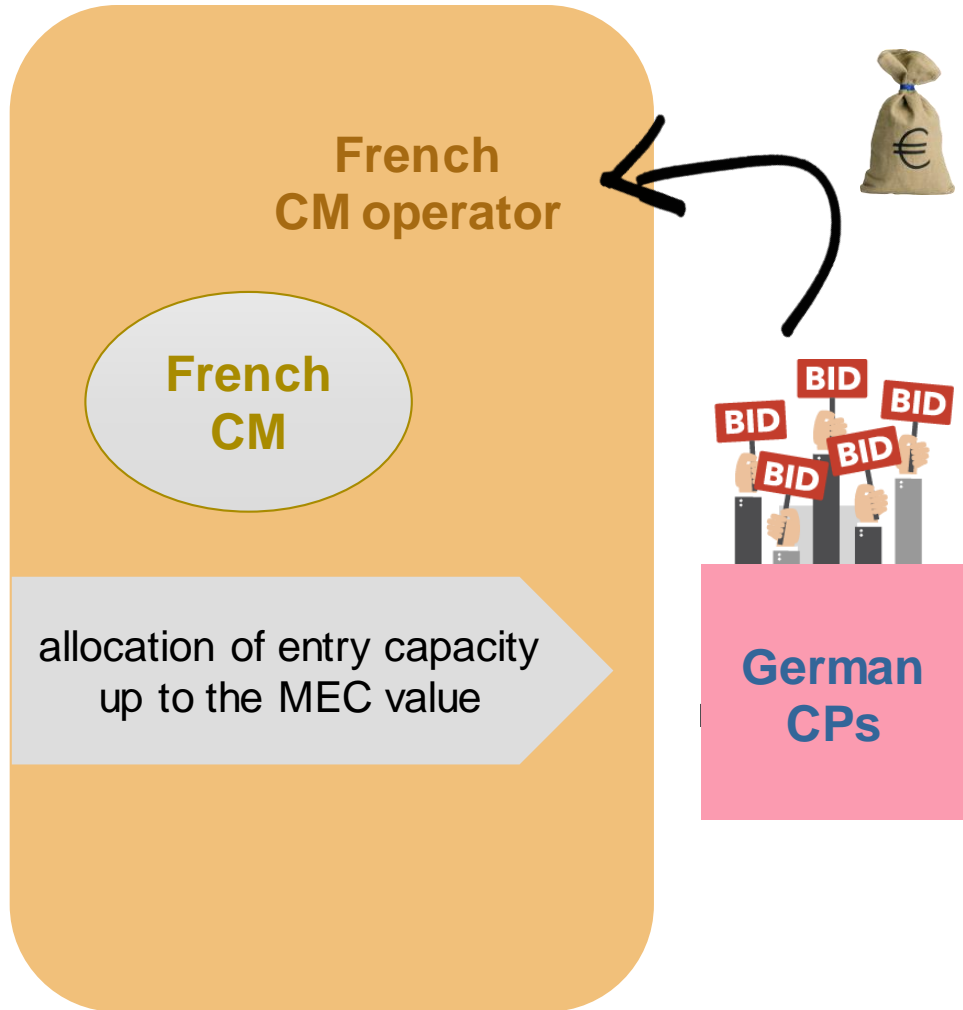 French
CM operator
€
French
CM
BID
BID
BID
BID
BID
allocation of entry capacity
up to the MEC value
German
CPs